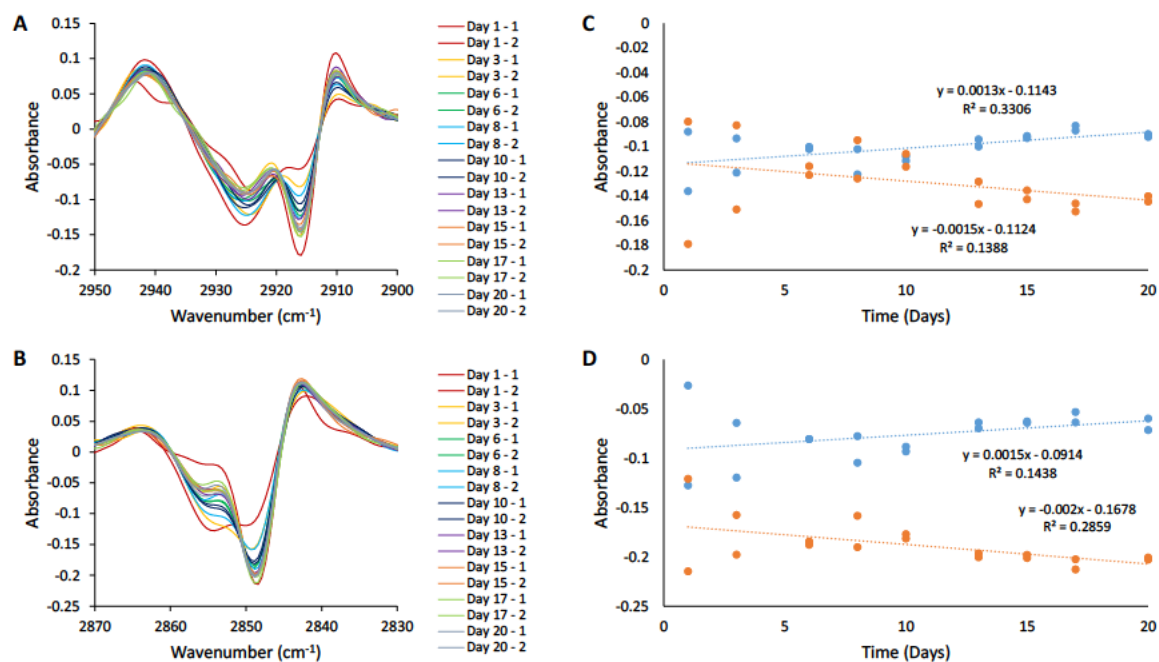 A
Absorbance
0.15
0.1
0.05
0
-0.05
-0.1
-0.15
-0.2
2950
2940
2930
2920
2910
2900
Wavenumber (cm⁻¹)
Day 1 - 1
Day 1 - 2
Day 3 - 1
Day 3 - 2
Day 6 - 1
Day 6 - 2
Day 8 - 1
Day 8 - 2
Day 10 - 1
Day 10 - 2
Day 13 - 1
Day 13 - 2
Day 15 - 1
Day 15 - 2
Day 17 - 1
Day 17 - 2
Day 20 - 1
Day 20 - 2
C
Absorbance
0
-0.02
-0.04
-0.06
-0.08
-0.1
-0.12
-0.14
-0.16
-0.18
-0.2
y = 0.0013x - 0.1143
R² = 0.3306
y = -0.0015x - 0.1124
R² = 0.1388
0
5
10
15
20
Time (Days)
B
Absorbance
0.15
0.1
0.05
0
-0.05
-0.1
-0.15
-0.2
-0.25
2870
2860
2850
2840
2830
Wavenumber (cm⁻¹)
Day 1 - 1
Day 1 - 2
Day 3 - 1
Day 3 - 2
Day 6 - 1
Day 6 - 2
Day 8 - 1
Day 8 - 2
Day 10 - 1
Day 10 - 2
Day 13 - 1
Day 13 - 2
Day 15 - 1
Day 15 - 2
Day 17 - 1
Day 17 - 2
Day 20 - 1
Day 20 - 2
D
Absorbance
0
-0.05
-0.1
-0.15
-0.2
-0.25
y = 0.0015x - 0.0914
R² = 0.1438
y = -0.002x - 0.1678
R² = 0.2859
0
5
10
15
20
Time (Days)